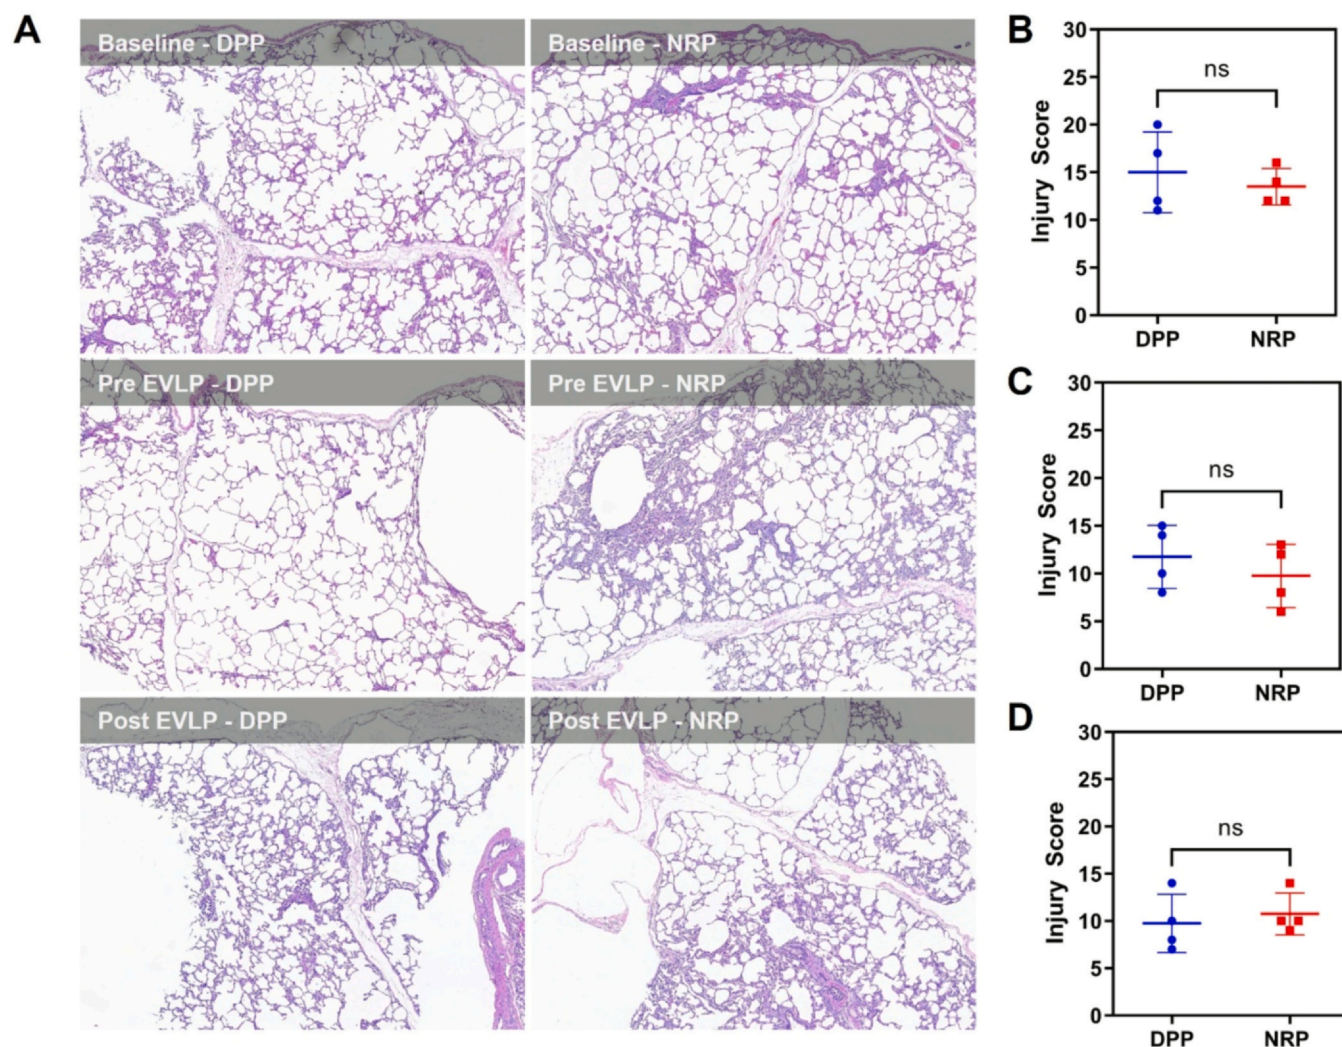 A
Baseline - DPP
Baseline - NRP
Pre EVLP - DPP
Pre EVLP - NRP
Post EVLP - DPP
Post EVLP - NRP
B
Injury Score
30
25
20
15
10
5
0
ns
DPP
NRP
C
Injury Score
30
25
20
15
10
5
0
ns
DPP
NRP
D
Injury Score
30
25
20
15
10
5
0
ns
DPP
NRP